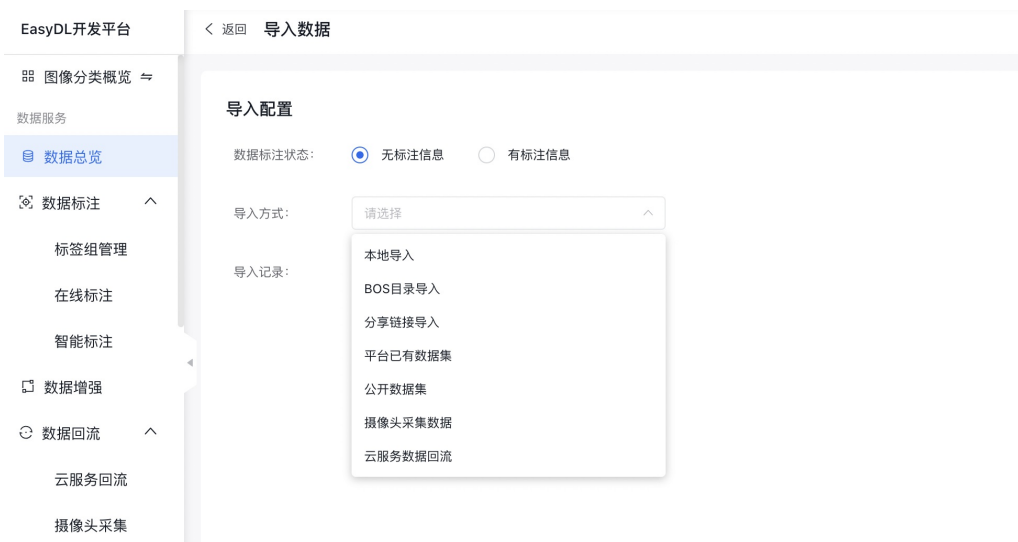 EasyDL开发平台
图像分类概览
数据服务
数据总览
数据标注
标签组管理
在线标注
智能标注
数据增强
数据回流
云服务回流
摄像头采集
返回 导入数据
导入配置
数据标注状态： 无标注信息 有标注信息
导入方式： 请选择
本地导入
BOS目录导入
导入记录：
分享链接导入
平台已有数据集
公开数据集
摄像头采集数据
云服务数据回流